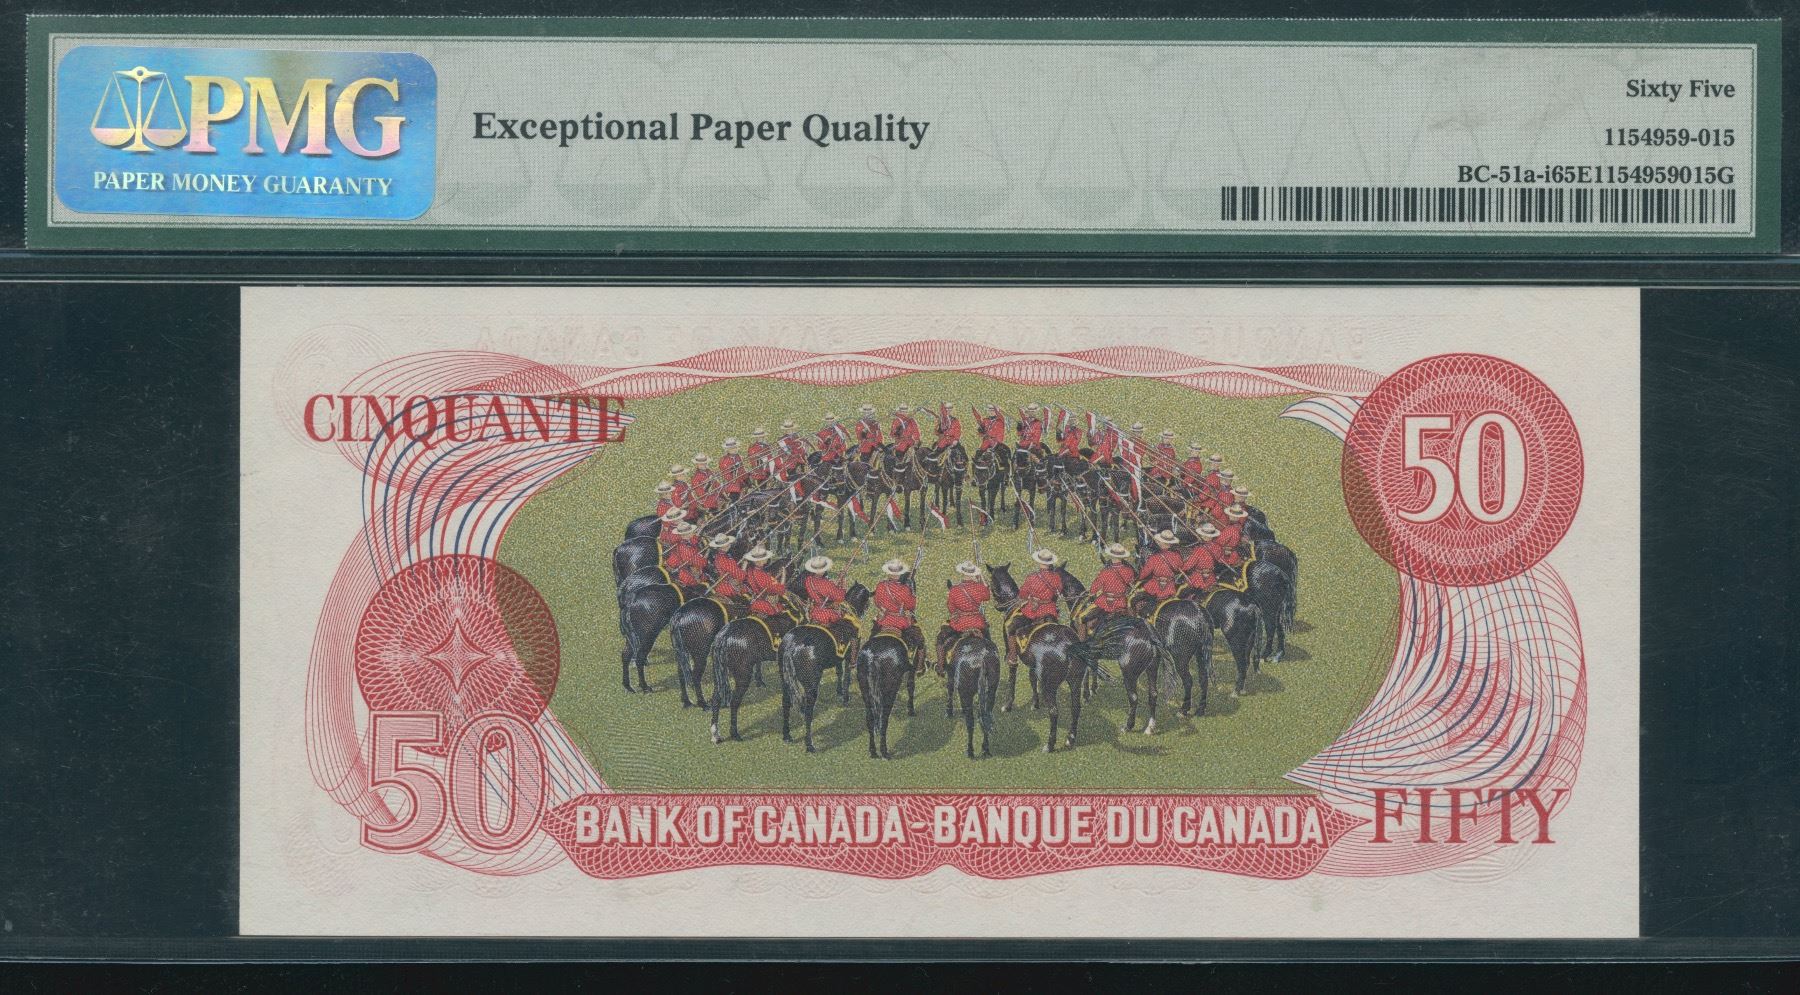 PMG
PAPER MONEY GUARANTY
Exceptional Paper Quality
Sixty Five
1154959-015
BC-51a-i65E1154959015G
CINQUANTE
50
50
BANK OF CANADA-BANQUE DU CANADA
FIFTY